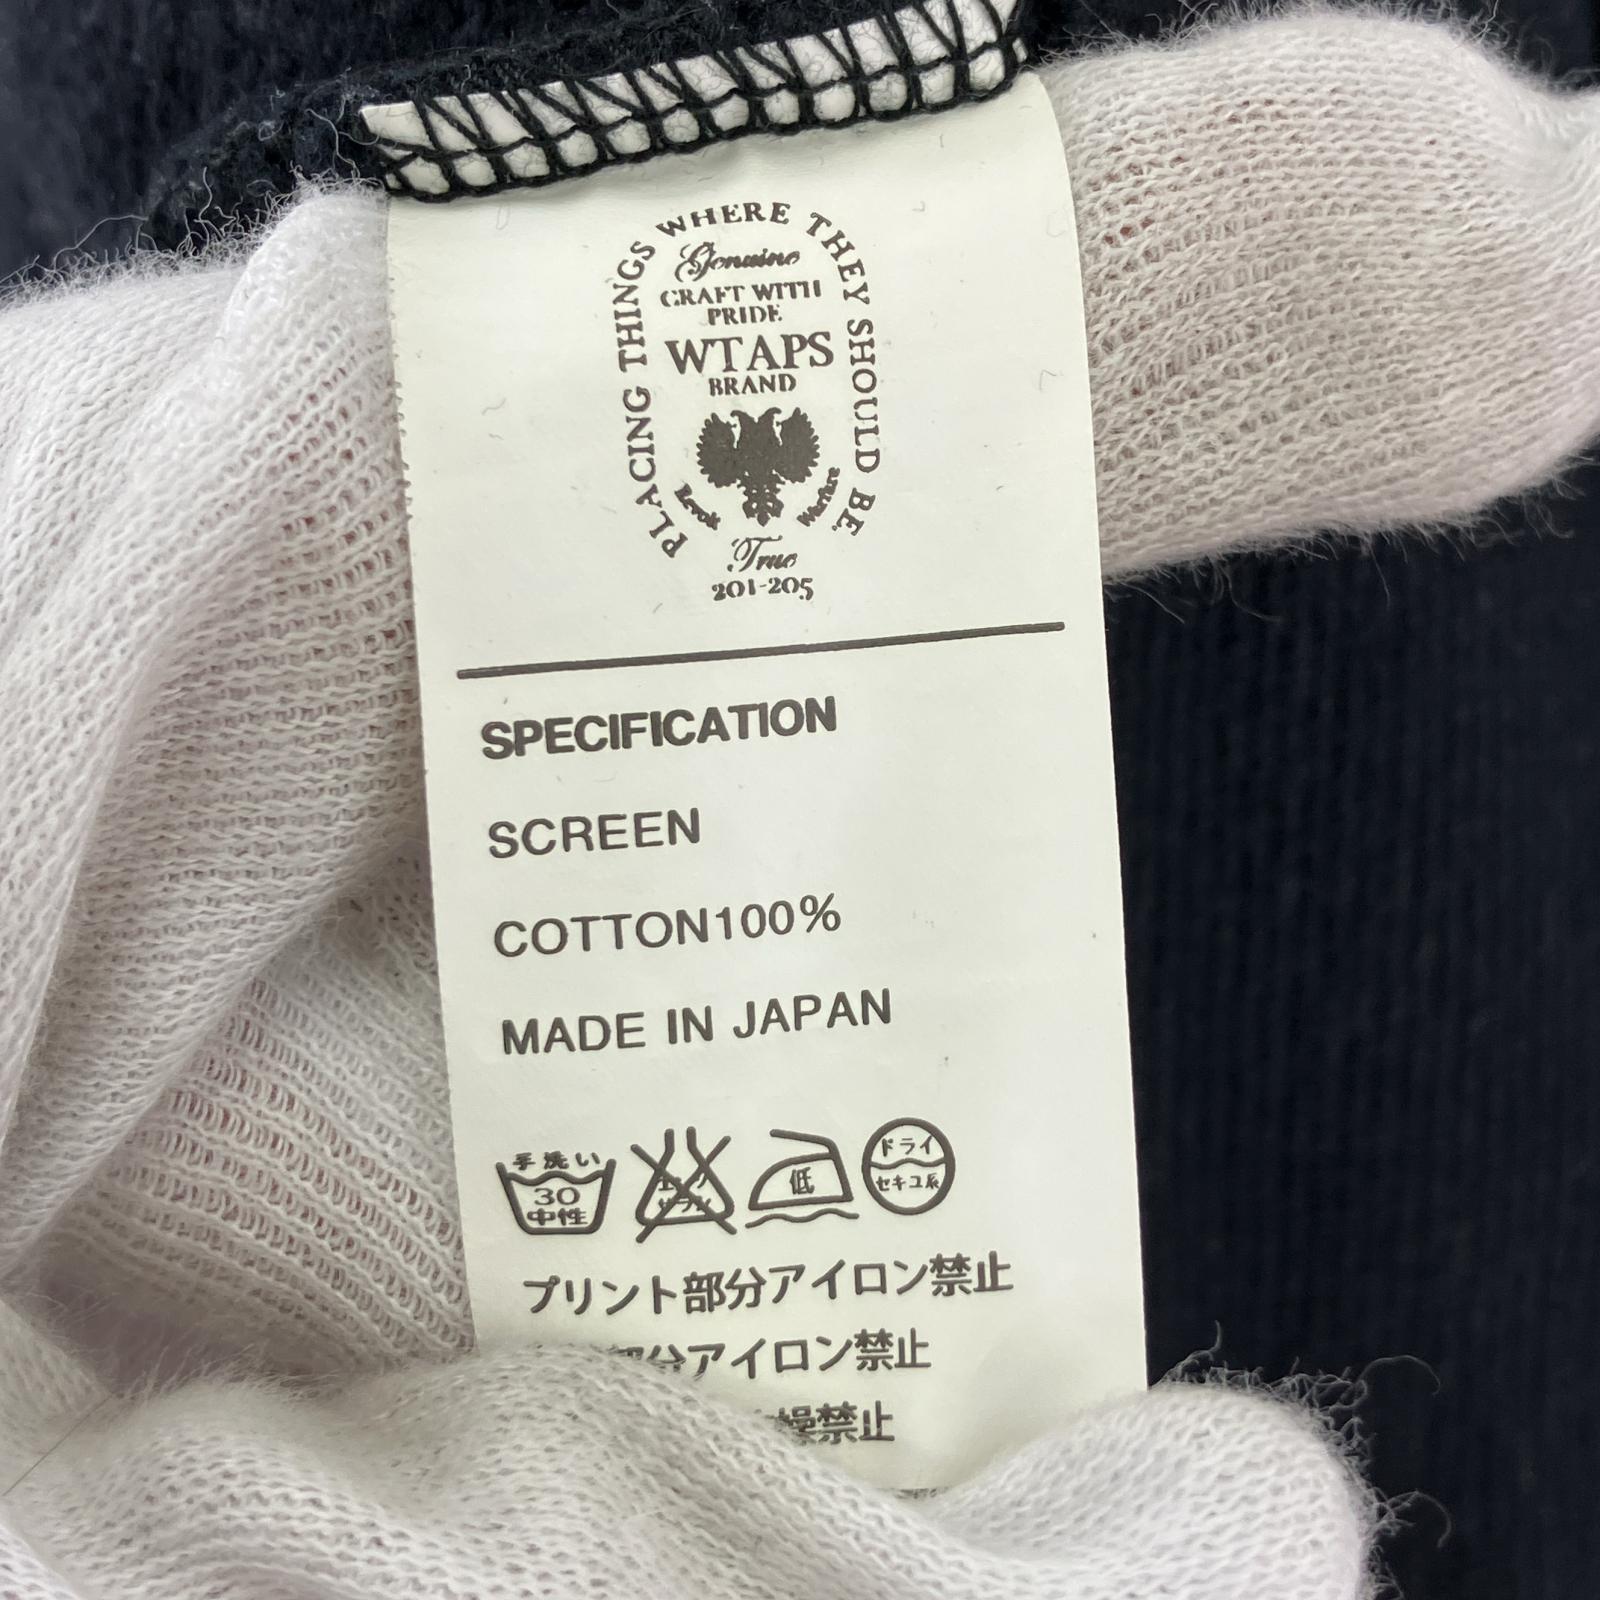 PLACING THINGS WHERE THEY SHOULD BE.
Genuine
CRAFT WITH
PRIDE
WTAPS
BRAND
True
201-205
SPECIFICATION
SCREEN
COTTON100%
MADE IN JAPAN
手洗い
30
中性
低
ドライ
セキユ系
プリント部分アイロン禁止
部分アイロン禁止
燥禁止